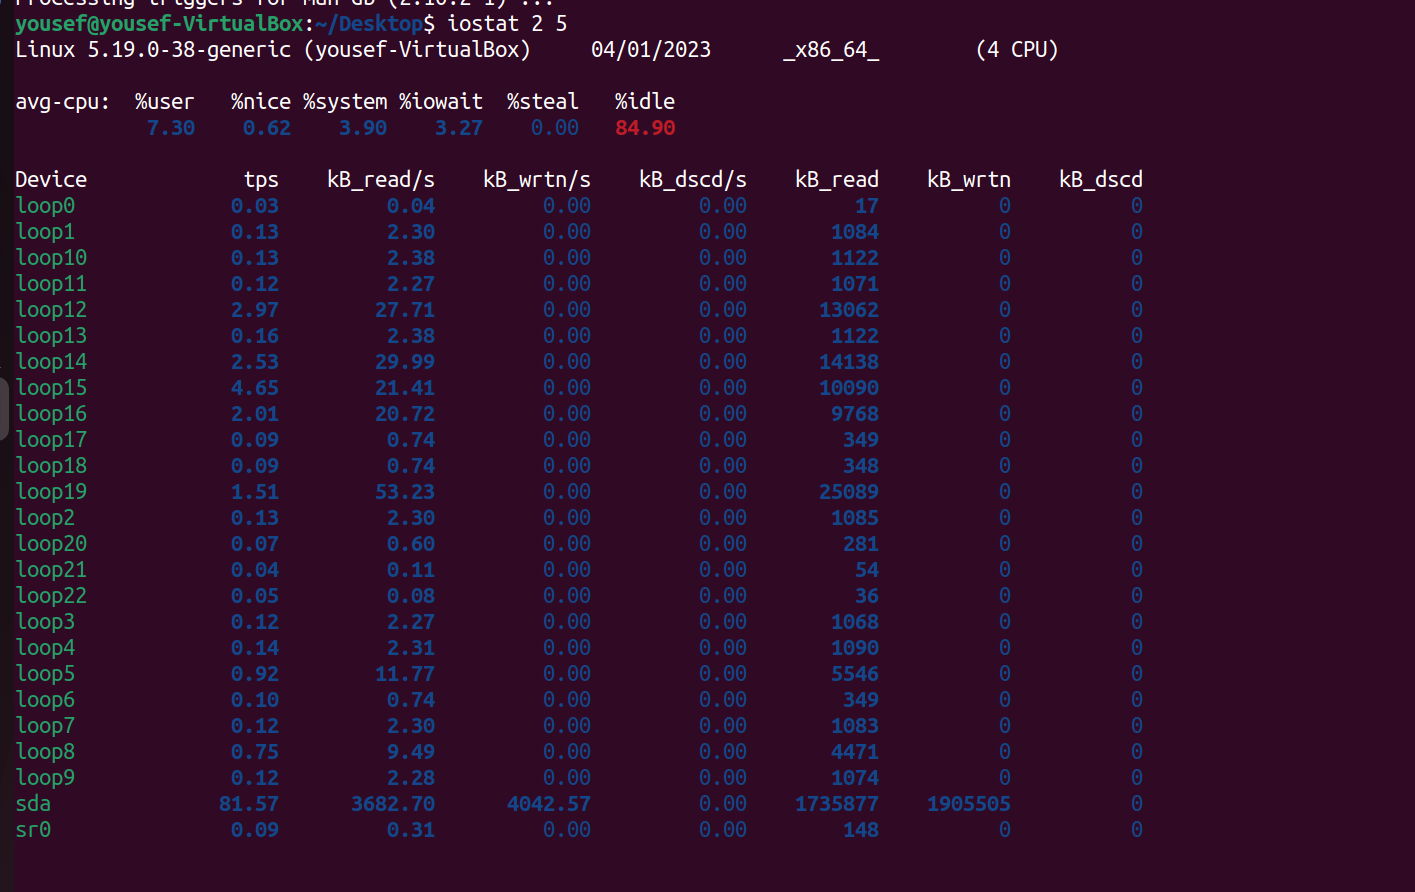 Processing triggers for man-db (2.10.2-1) ...
yousef@yousef-VirtualBox:~/Desktop$ iostat 2 5
Linux 5.19.0-38-generic (yousef-VirtualBox) 04/01/2023 _x86_64_ (4 CPU)
avg-cpu: %user %nice %system %iowait %steal %idle
7.30 0.62 3.90 3.27 0.00 84.90
Device tps kB_read/s kB_wrtn/s kB_dscd/s kB_read kB_wrtn kB_dscd
loop0 0.03 0.04 0.00 0.00 17 0 0
loop1 0.13 2.30 0.00 0.00 1084 0 0
loop10 0.13 2.38 0.00 0.00 1122 0 0
loop11 0.12 2.27 0.00 0.00 1071 0 0
loop12 2.97 27.71 0.00 0.00 13062 0 0
loop13 0.16 2.38 0.00 0.00 1122 0 0
loop14 2.53 29.99 0.00 0.00 14138 0 0
loop15 4.65 21.41 0.00 0.00 10090 0 0
loop16 2.01 20.72 0.00 0.00 9768 0 0
loop17 0.09 0.74 0.00 0.00 349 0 0
loop18 0.09 0.74 0.00 0.00 348 0 0
loop19 1.51 53.23 0.00 0.00 25089 0 0
loop2 0.13 2.30 0.00 0.00 1085 0 0
loop20 0.07 0.60 0.00 0.00 281 0 0
loop21 0.04 0.11 0.00 0.00 54 0 0
loop22 0.05 0.08 0.00 0.00 36 0 0
loop3 0.12 2.27 0.00 0.00 1068 0 0
loop4 0.14 2.31 0.00 0.00 1090 0 0
loop5 0.92 11.77 0.00 0.00 5546 0 0
loop6 0.10 0.74 0.00 0.00 349 0 0
loop7 0.12 2.30 0.00 0.00 1083 0 0
loop8 0.75 9.49 0.00 0.00 4471 0 0
loop9 0.12 2.28 0.00 0.00 1074 0 0
sda 81.57 3682.70 4042.57 0.00 1735877 1905505 0
sr0 0.09 0.31 0.00 0.00 148 0 0